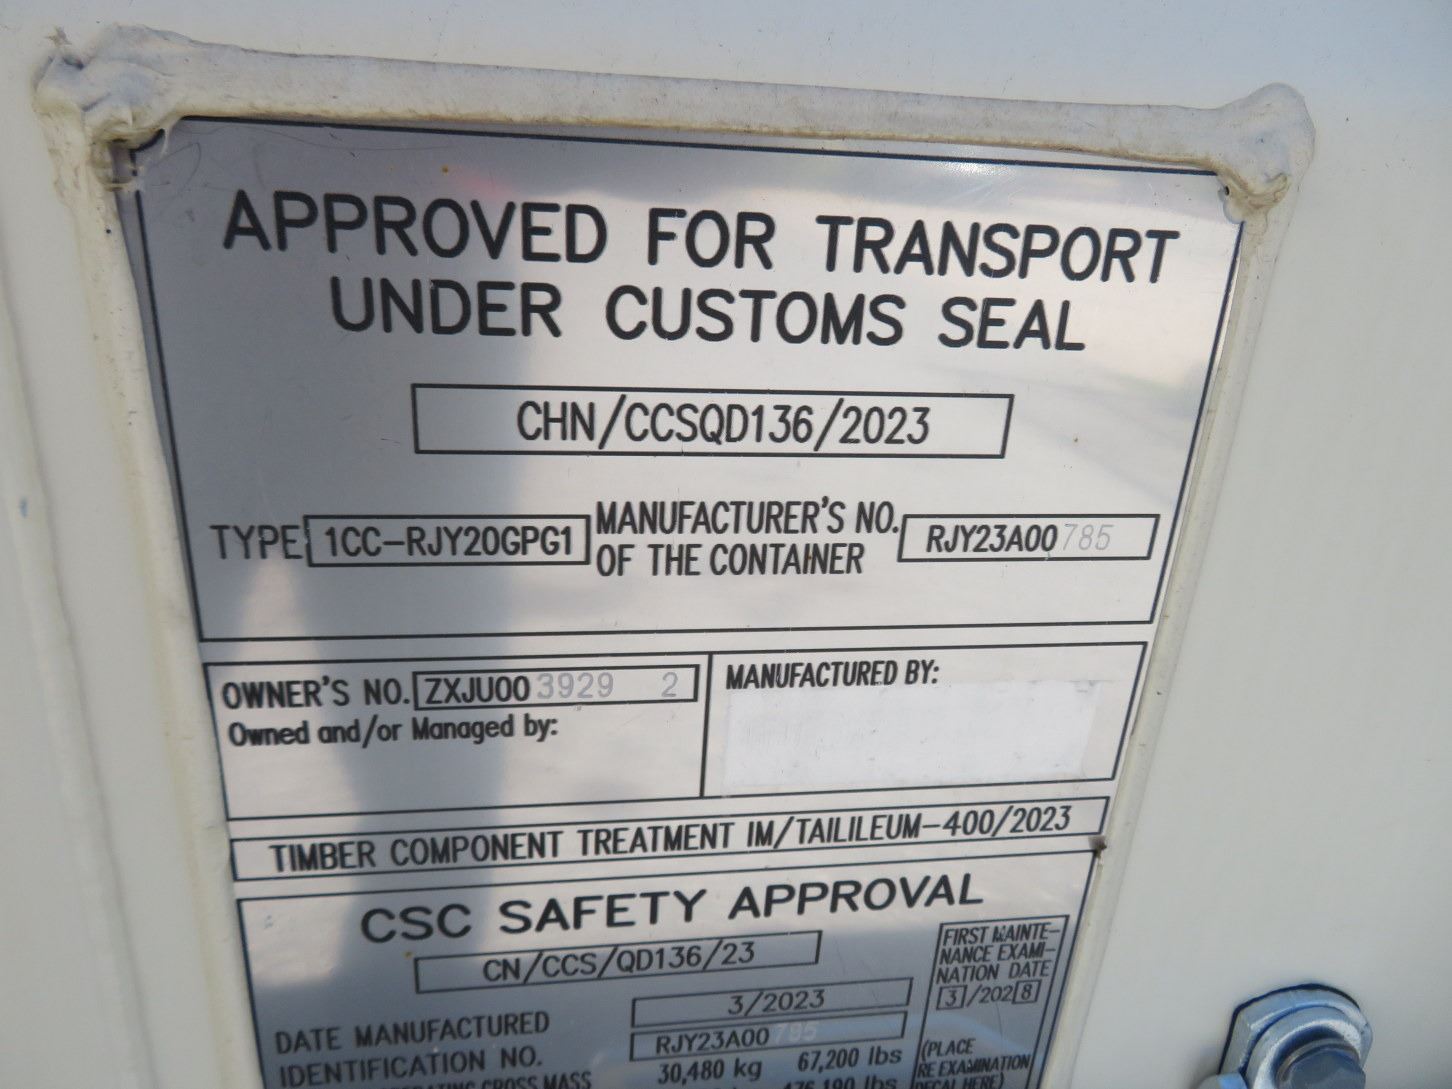 APPROVED FOR TRANSPORT
UNDER CUSTOMS SEAL
CHN/CCSQD136/2023
TYPE 1CC-RJY20GPG1 MANUFACTURER'S NO. OF THE CONTAINER RJY23A00785
OWNER'S NO. ZXJU003929 2
Owned and/or Managed by:
MANUFACTURED BY:
TIMBER COMPONENT TREATMENT IM/TAILILEUM-400/2023
CSC SAFETY APPROVAL
CN/CCS/QD136/23
FIRST MAINTE-
NANCE EXAMI-
NATION DATE
3/2028
DATE MANUFACTURED 3/2023
IDENTIFICATION NO. RJY23A00785
GROSS MASS 30,480 kg 67,200 lbs
(PLACE
RE EXAMINATION
DECAL HERE)